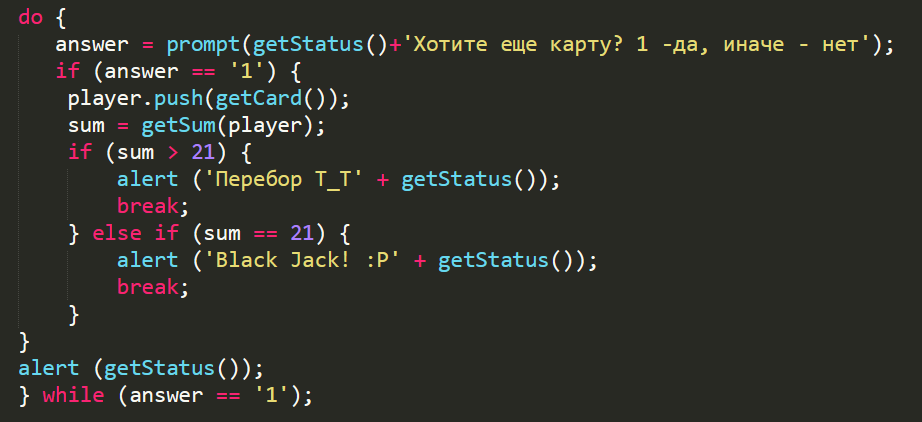 do {
answer = prompt(getStatus()+'Хотите еще карту? 1 -да, иначе - нет');
if (answer == '1') {
player.push(getCard());
sum = getSum(player);
if (sum > 21) {
alert ('Перебор T_T' + getStatus());
break;
} else if (sum == 21) {
alert ('Black Jack! :P' + getStatus());
break;
}
}
alert (getStatus());
} while (answer == '1');